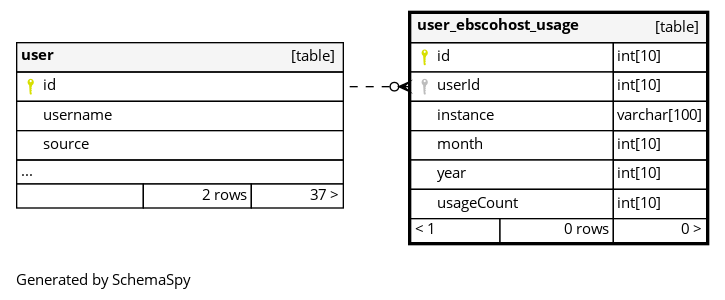 user [table]
id
username
source
...
2 rows 37 >
user_ebscohost_usage [table]
id int[10]
userId int[10]
instance varchar[100]
month int[10]
year int[10]
usageCount int[10]
< 1 0 rows 0 >
Generated by SchemaSpy